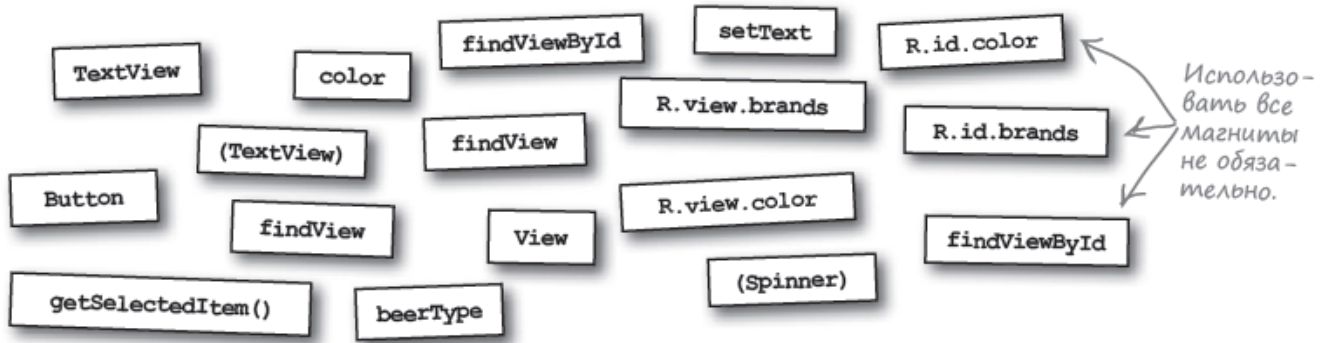 findViewById
setText
R.id.color
TextView
color
R.view.brands
R.id.brands
(TextView)
findView
Button
findView
View
R.view.color
findViewById
getSelectedItem()
beerType
(Spinner)
Использо-
вать все
магниты
не обяза-
тельно.